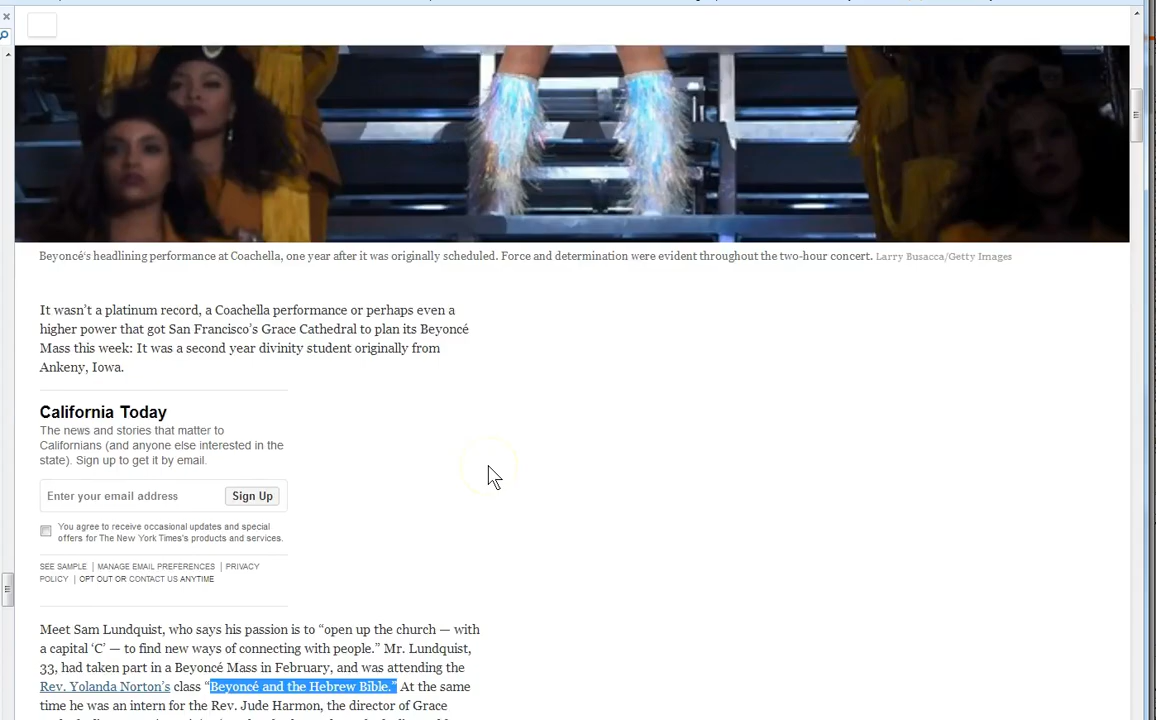 Beyoncé's headlining performance at Coachella, one year after it was originally scheduled. Force and determination were evident throughout the two-hour concert. Larry Busacca/Getty Images
It wasn't a platinum record, a Coachella performance or perhaps even a
higher power that got San Francisco's Grace Cathedral to plan its Beyoncé
Mass this week: It was a second year divinity student originally from
Ankeny, Iowa.
California Today
The news and stories that matter to
Californians (and anyone else interested in the
state). Sign up to get it by email.
Enter your email address Sign Up
You agree to receive occasional updates and special
offers for The New York Times's products and services.
SEE SAMPLE | MANAGE EMAIL PREFERENCES | PRIVACY
POLICY | OPT OUT OR CONTACT US ANYTIME
Meet Sam Lundquist, who says his passion is to “open up the church — with
a capital ‘C’ — to find new ways of connecting with people.” Mr. Lundquist,
33, had taken part in a Beyoncé Mass in February, and was attending the
Rev. Yolanda Norton's class “Beyoncé and the Hebrew Bible.” At the same
time he was an intern for the Rev. Jude Harmon, the director of Grace